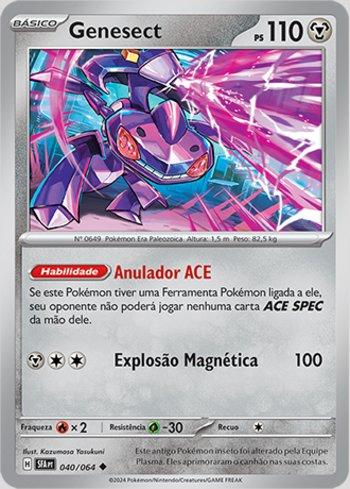 BÁSICO Genesect PS 110
Nº 0649 Pokémon Era Paleozoica. Altura: 1,5 m Peso: 82,5 kg
Habilidade Anulador ACE
Se este Pokémon tiver uma Ferramenta Pokémon ligada a ele,
seu oponente não poderá jogar nenhuma carta ACE SPEC
da mão dele.
Explosão Magnética 100
Fraqueza × 2 Resistência -30 Recuo
Ilust. Kazumasa Yasukuni
H SFA PT 040/064
Este antigo Pokémon inseto foi alterado pela Equipe
Plasma. Eles aprimoraram o canhão nas suas costas.
©2024 Pokémon/Nintendo/Creatures/GAME FREAK